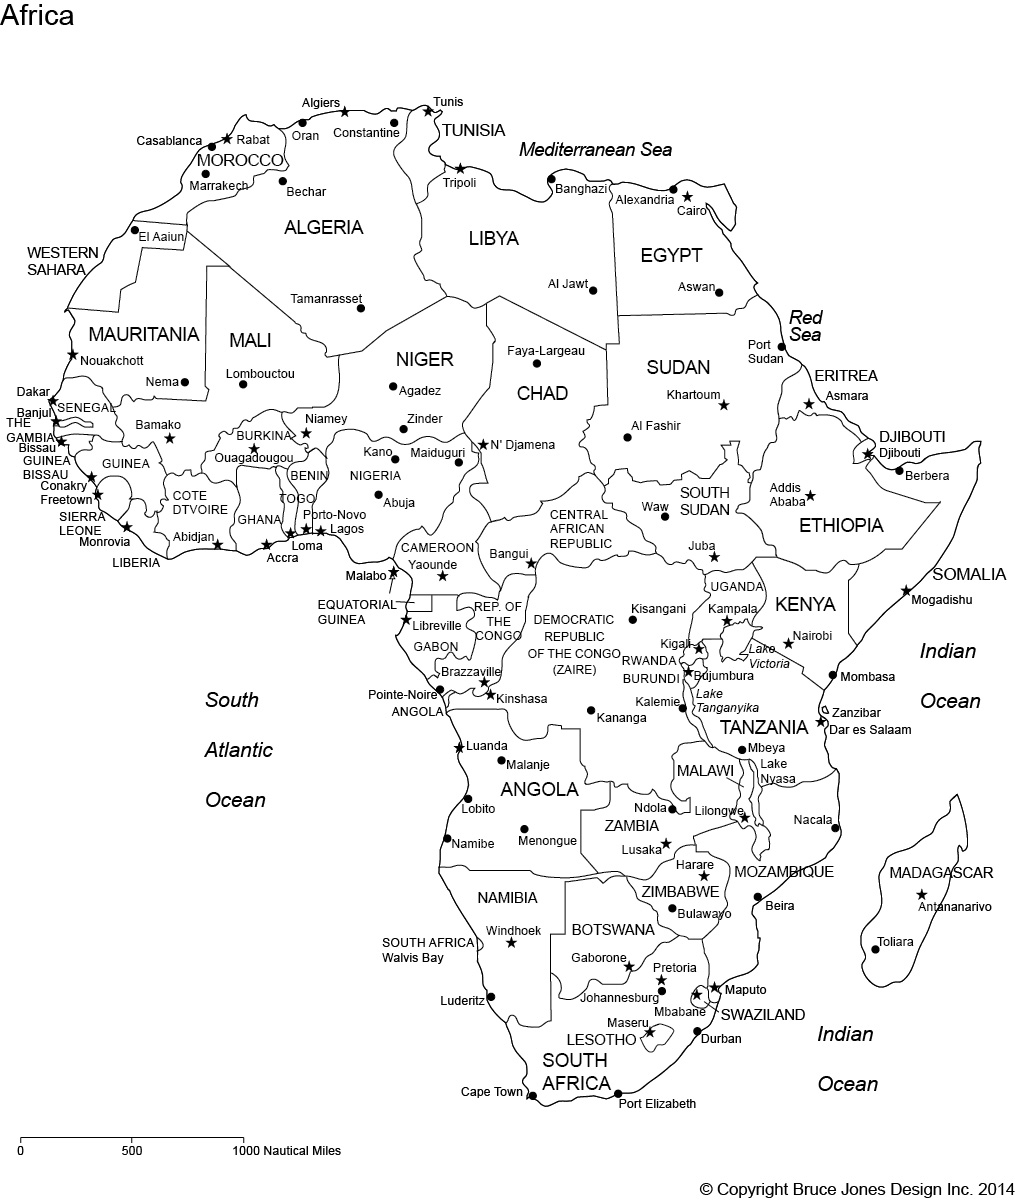 Africa
Algiers
Tunis
Oran
Constantine
TUNISIA
Casablanca
Rabat
MOROCCO
Marrakech
Bechar
Mediterranean Sea
Tripoli
Banghazi
Alexandria
Cairo
El Aaiun
WESTERN
SAHARA
ALGERIA
LIBYA
EGYPT
Tamanrasset
Al Jawt
Aswan
MAURITANIA
MALI
Nouakchott
Nema
Lombouctou
NIGER
Agadez
Zinder
Faya-Largeau
CHAD
SUDAN
Khartoum
Port
Sudan
Red
Sea
ERITREA
Asmara
Al Fashir
Dakar
SENEGAL
Banjul
THE
GAMBIA
Bissau
GUINEA
BISSAU
Bamako
BURKINA
Ouagadougou
Niamey
Kano
Maiduguri
N' Djamena
DJIBOUTI
Djibouti
Berbera
GUINEA
Conakry
Freetown
SIERRA
LEONE
Monrovia
LIBERIA
COTE
DTVOIRE
Abidjan
GHANA
TOGO
BENIN
NIGERIA
Abuja
Porto-Novo
Lagos
Loma
Accra
Waw
SOUTH
SUDAN
Juba
Addis
Ababa
ETHIOPIA
CENTRAL
AFRICAN
REPUBLIC
Bangui
CAMEROON
Yaounde
Malabo
EQUATORIAL
GUINEA
Libreville
GABON
REP. OF
THE
CONGO
Brazzaville
Pointe-Noire
Kinshasa
ANGOLA
DEMOCRATIC
REPUBLIC
OF THE CONGO
(ZAIRE)
Kisangani
Kananga
UGANDA
Kampala
KENYA
Nairobi
SOMALIA
Mogadishu
Kigali
RWANDA
BURUNDI
Bujumbura
Lake
Victoria
Mombasa
Kalemie
Lake
Tanganyika
Zanzibar
Dar es Salaam
TANZANIA
Mbeya
Indian
Ocean
South
Atlantic
Ocean
Luanda
Malanje
ANGOLA
Lobito
Menongue
Namibe
MALAWI
Lake
Nyasa
Ndola
Lilongwe
ZAMBIA
Lusaka
Nacala
Harare
MOZAMBIQUE
ZIMBABWE
Bulawayo
Beira
MADAGASCAR
Antananarivo
Toliara
NAMIBIA
Windhoek
SOUTH AFRICA
Walvis Bay
BOTSWANA
Gaborone
Pretoria
Johannesburg
Mbabane
Maputo
SWAZILAND
Luderitz
Maseru
LESOTHO
Durban
SOUTH
AFRICA
Cape Town
Port Elizabeth
Indian
Ocean
0 500 1000 Nautical Miles
© Copyright Bruce Jones Design Inc. 2014